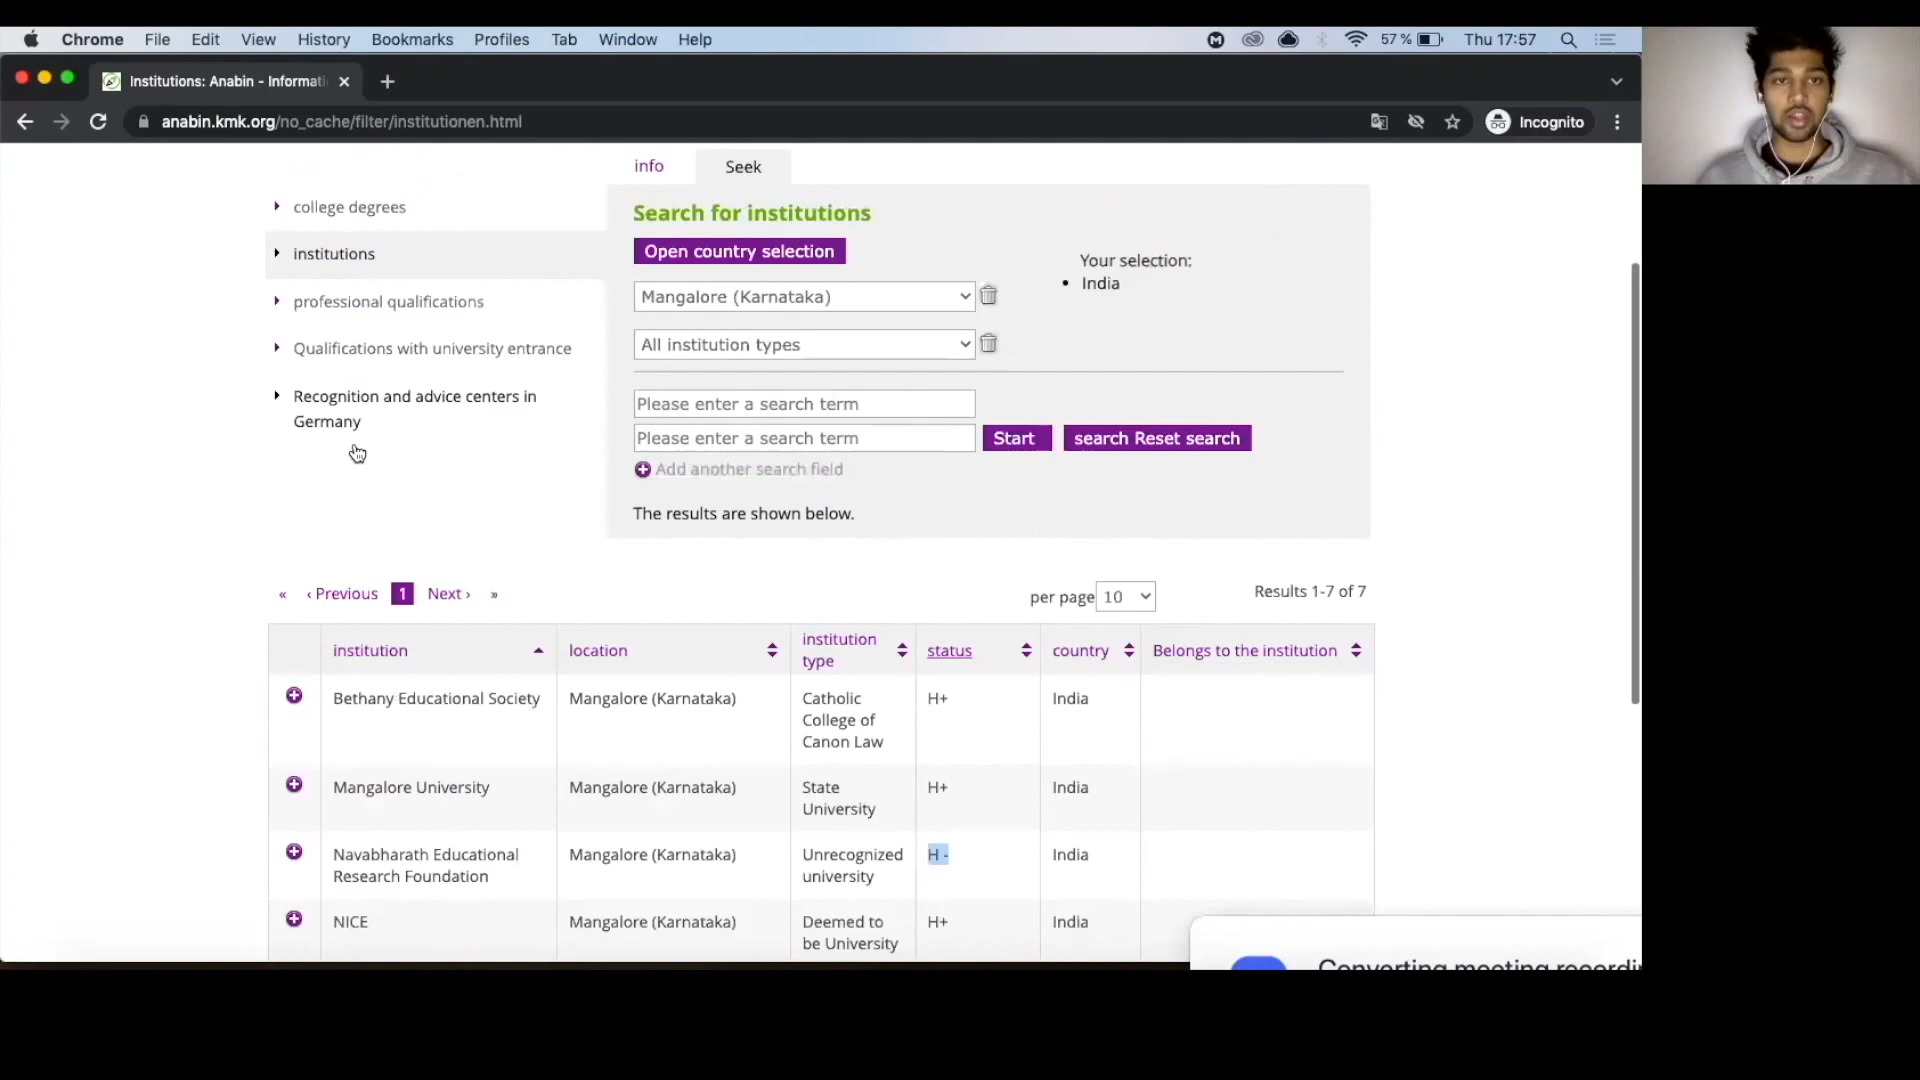 Chrome File Edit View History Bookmarks Profiles Tab Window Help 57 % Thu 17:57
Institutions: Anabin - Informati
anabin.kmk.org/no_cache/filter/institutionen.html Incognito
info Seek
college degrees
institutions
professional qualifications
Qualifications with university entrance
Recognition and advice centers in
Germany
Search for institutions
Open country selection
Your selection:
• India
Mangalore (Karnataka)
All institution types
Please enter a search term
Please enter a search term Start search Reset search
Add another search field
The results are shown below.
« ‹ Previous 1 Next › » per page 10 Results 1-7 of 7
institution location institution type status country Belongs to the institution
Bethany Educational Society Mangalore (Karnataka) Catholic H+ India
College of
Canon Law
Mangalore University Mangalore (Karnataka) State H+ India
University
Navabharath Educational Mangalore (Karnataka) Unrecognized H - India
Research Foundation university
NICE Mangalore (Karnataka) Deemed to H+ India
be University
Converting meeting recordi